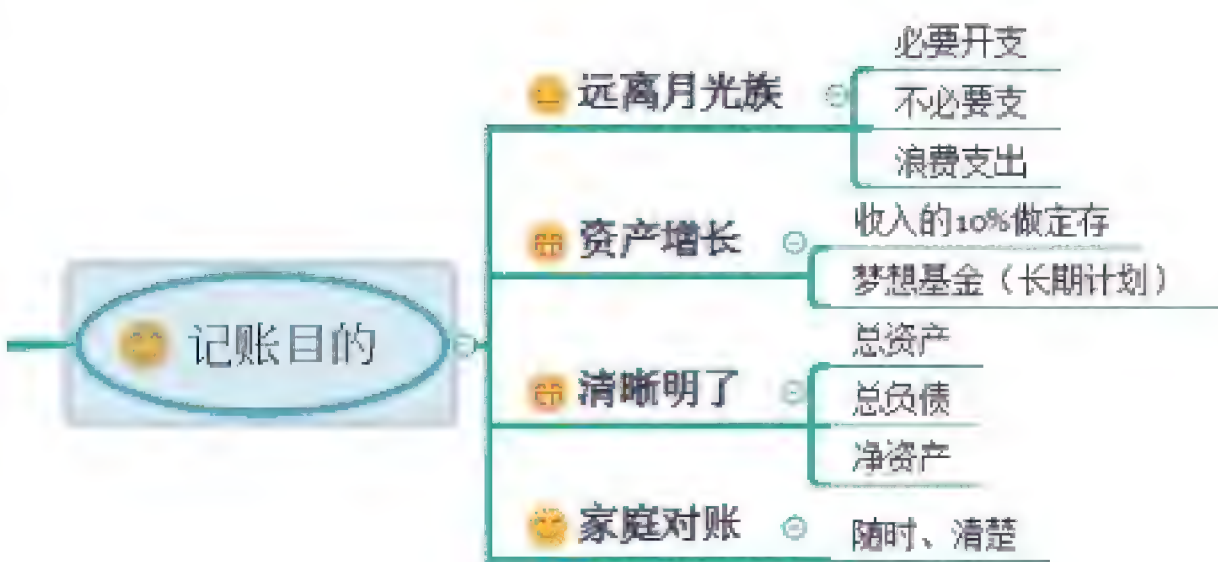 记账目的
远离月光族
必要开支
不必要支
浪费支出
资产增长
收入的10%做定存
梦想基金（长期计划）
清晰明了
总资产
总负债
净资产
家庭对账
随时、清楚